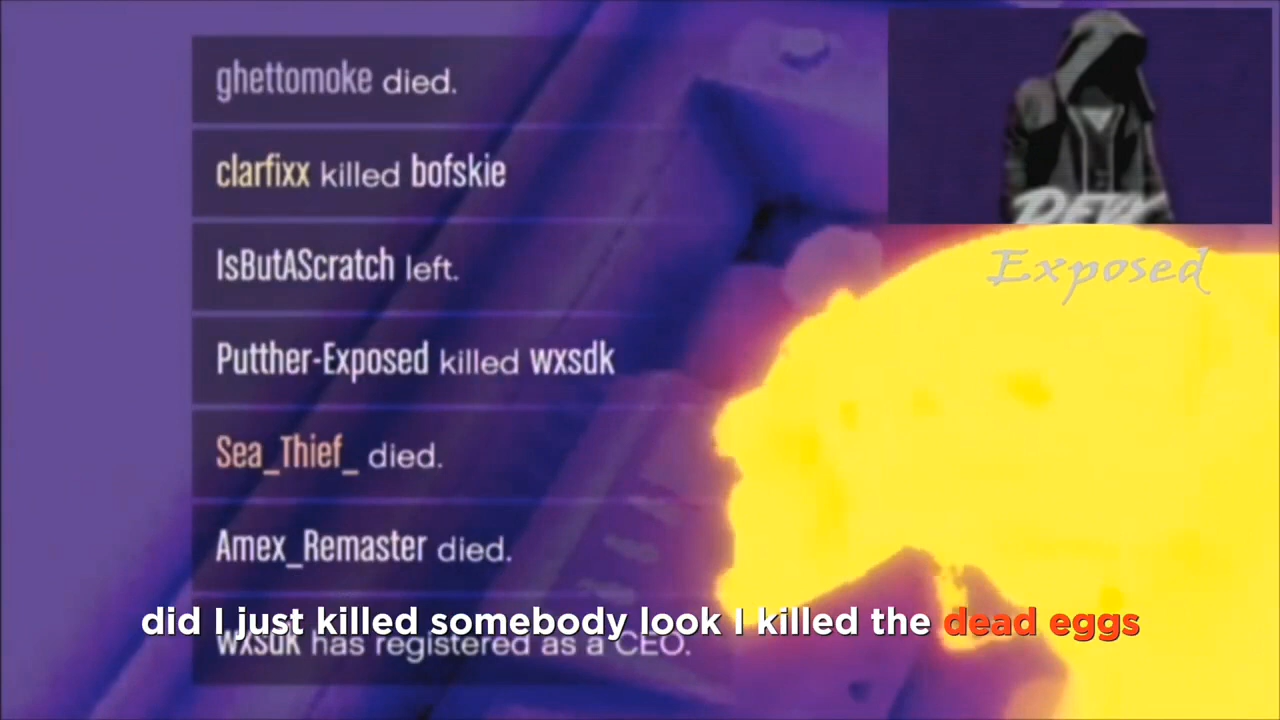 ghettomoke died.
clarfixx killed bofskie
IsButAScratch left.
Putther-Exposed killed wxsdk
Exposed
Sea_Thief_ died.
Amex_Remaster died.
did I just killed somebody look I killed the dead eggs
wxsdk has registered as a CEO.